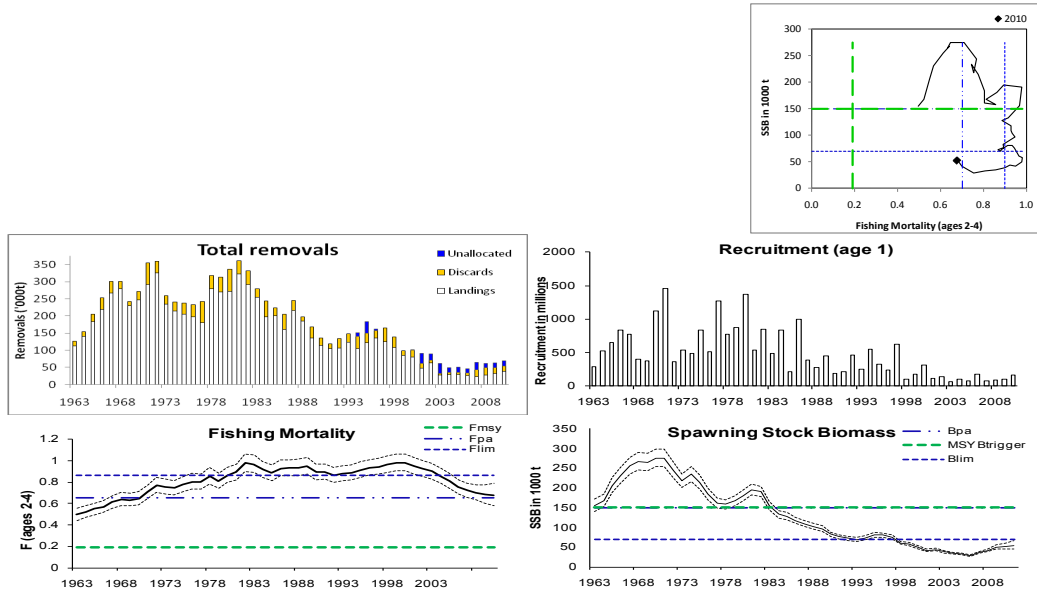 ◆ 2010
300
250
200
150
100
50
0
SSB in 1000 t
0.0 0.2 0.4 0.6 0.8 1.0
Fishing Mortality (ages 2-4)
Total removals
Unallocated
Discards
Landings
350
300
250
200
150
100
50
0
Removals ('000t)
1963 1968 1973 1978 1983 1988 1993 1998 2003 2008
Recruitment (age 1)
2000
1500
1000
500
0
Recruitment in millions
1963 1968 1973 1978 1983 1988 1993 1998 2003 2008
Fishing Mortality
Fmsy
Fpa
Flim
1.2
1
0.8
0.6
0.4
0.2
0
F (ages 2-4)
1963 1968 1973 1978 1983 1988 1993 1998 2003
Spawning Stock Biomass
Bpa
MSY Btrigger
Blim
350
300
250
200
150
100
50
0
SSB in 1000 t
1963 1968 1973 1978 1983 1988 1993 1998 2003 2008